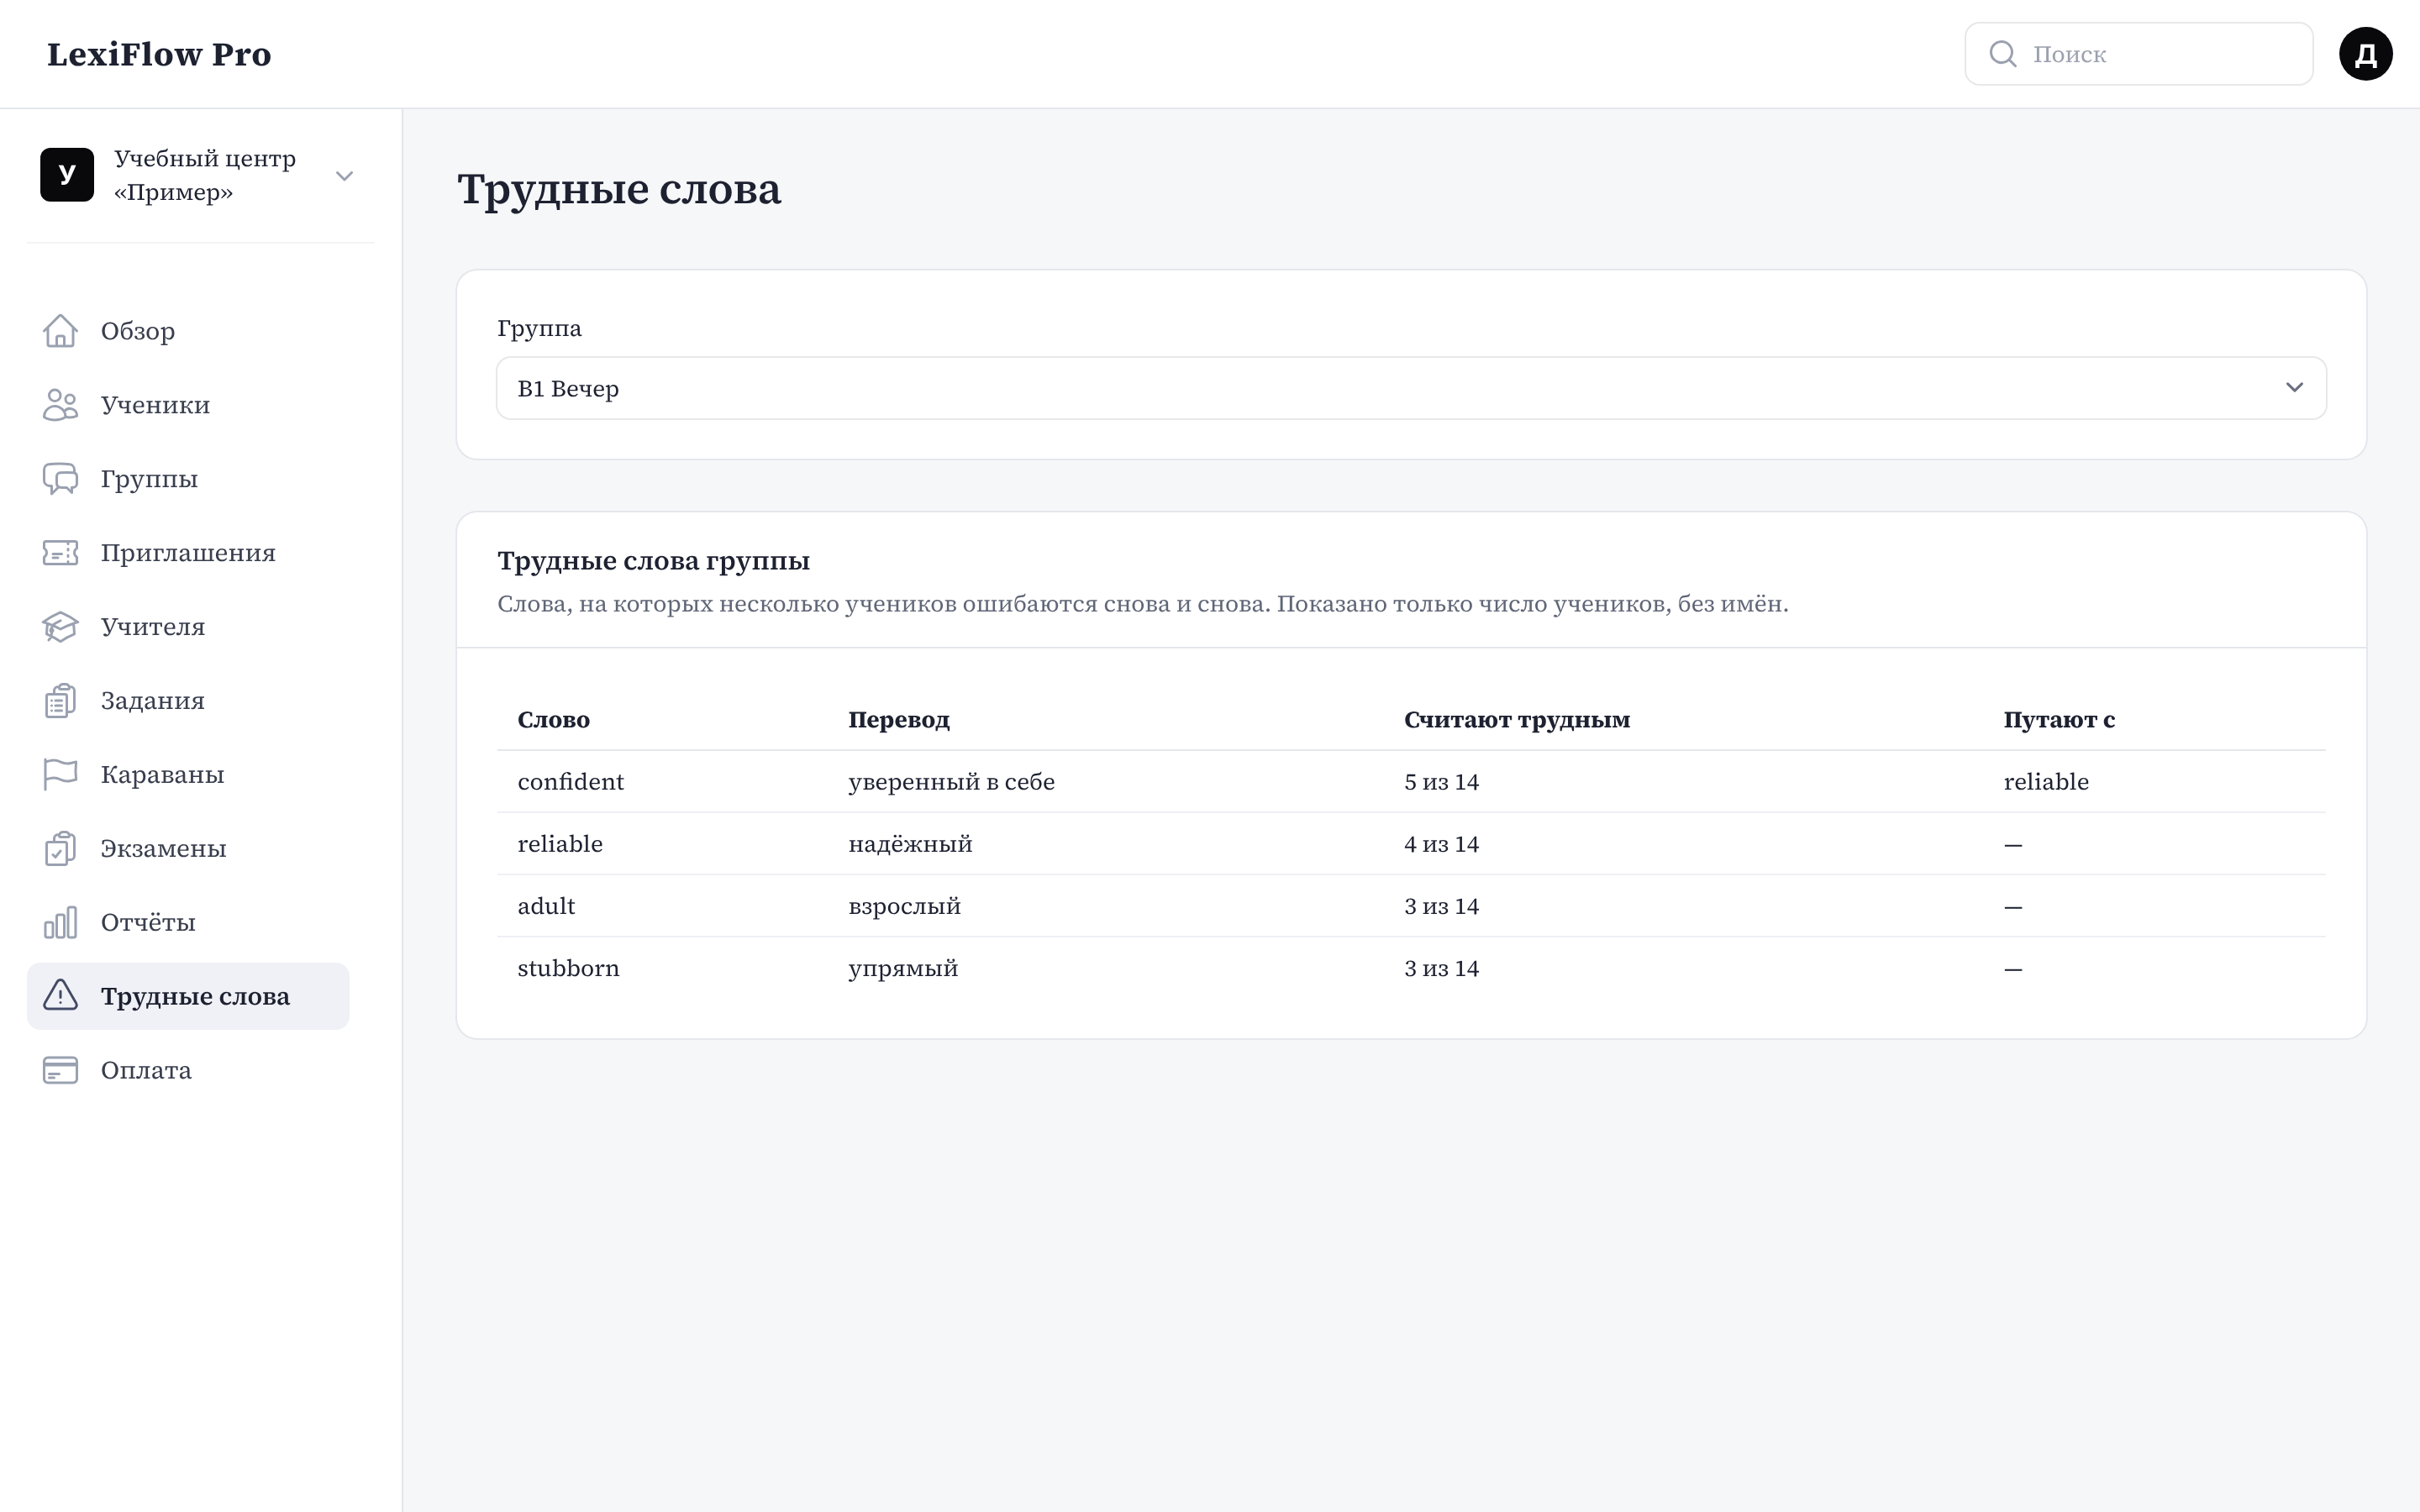 LexiFlow Pro
Поиск
Д
У
Учебный центр
«Пример»
Обзор
Ученики
Группы
Приглашения
Учителя
Задания
Караваны
Экзамены
Отчёты
Трудные слова
Оплата
Трудные слова
Группа
B1 Вечер
Трудные слова группы
Слова, на которых несколько учеников ошибаются снова и снова. Показано только число учеников, без имён.
Слово Перевод Считают трудным Путают с
confident уверенный в себе 5 из 14 reliable
reliable надёжный 4 из 14 —
adult взрослый 3 из 14 —
stubborn упрямый 3 из 14 —